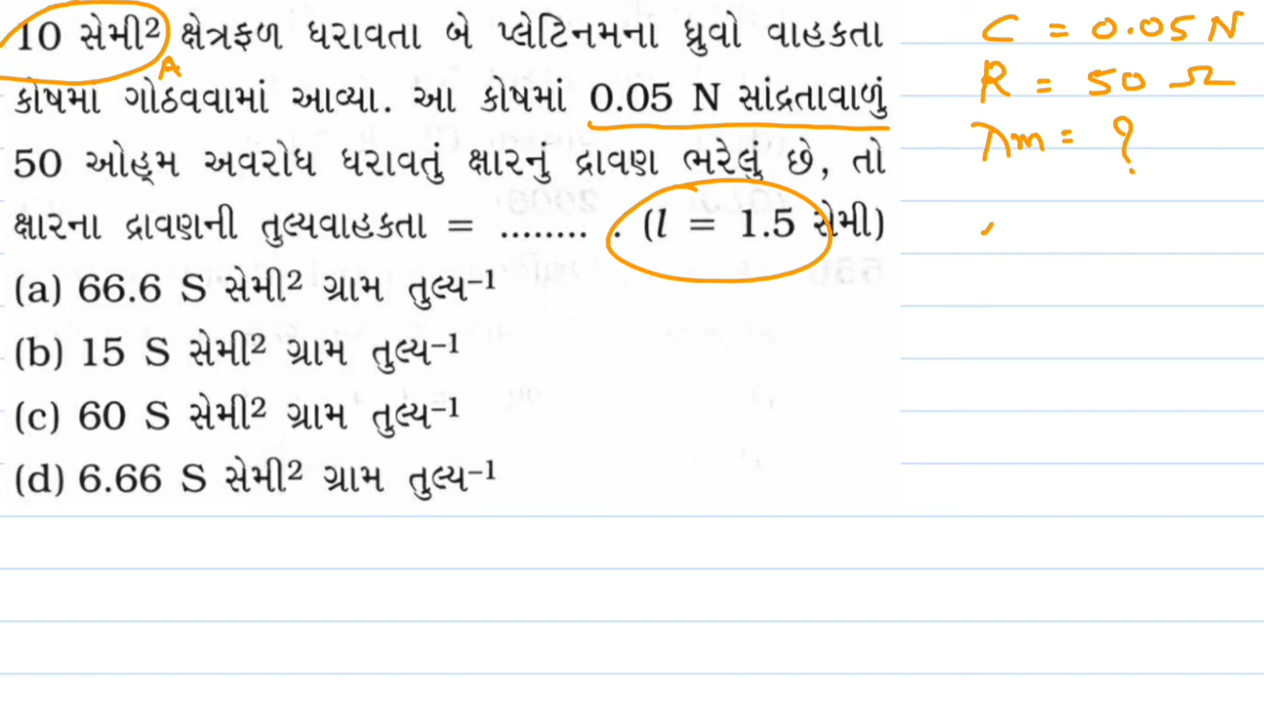 10 સેમી² ક્ષેત્રફળ ધરાવતા બે પ્લેટિનમના ધ્રુવો વાહકતા
A
કોષમાં ગોઠવવામાં આવ્યા. આ કોષમાં 0.05 N સાંદ્રતાવાળું
50 ઓહ્મ અવરોધ ધરાવતું ક્ષારનું દ્રાવણ ભરેલું છે, તો
ક્ષારના દ્રાવણની તુલ્યવાહકતા = ........ . (l = 1.5 સેમી)
(a) 66.6 S સેમી² ગ્રામ તુલ્ય⁻¹
(b) 15 S સેમી² ગ્રામ તુલ્ય⁻¹
(c) 60 S સેમી² ગ્રામ તુલ્ય⁻¹
(d) 6.66 S સેમી² ગ્રામ તુલ્ય⁻¹
C = 0.05 N
R = 50 Ω
λm = ?